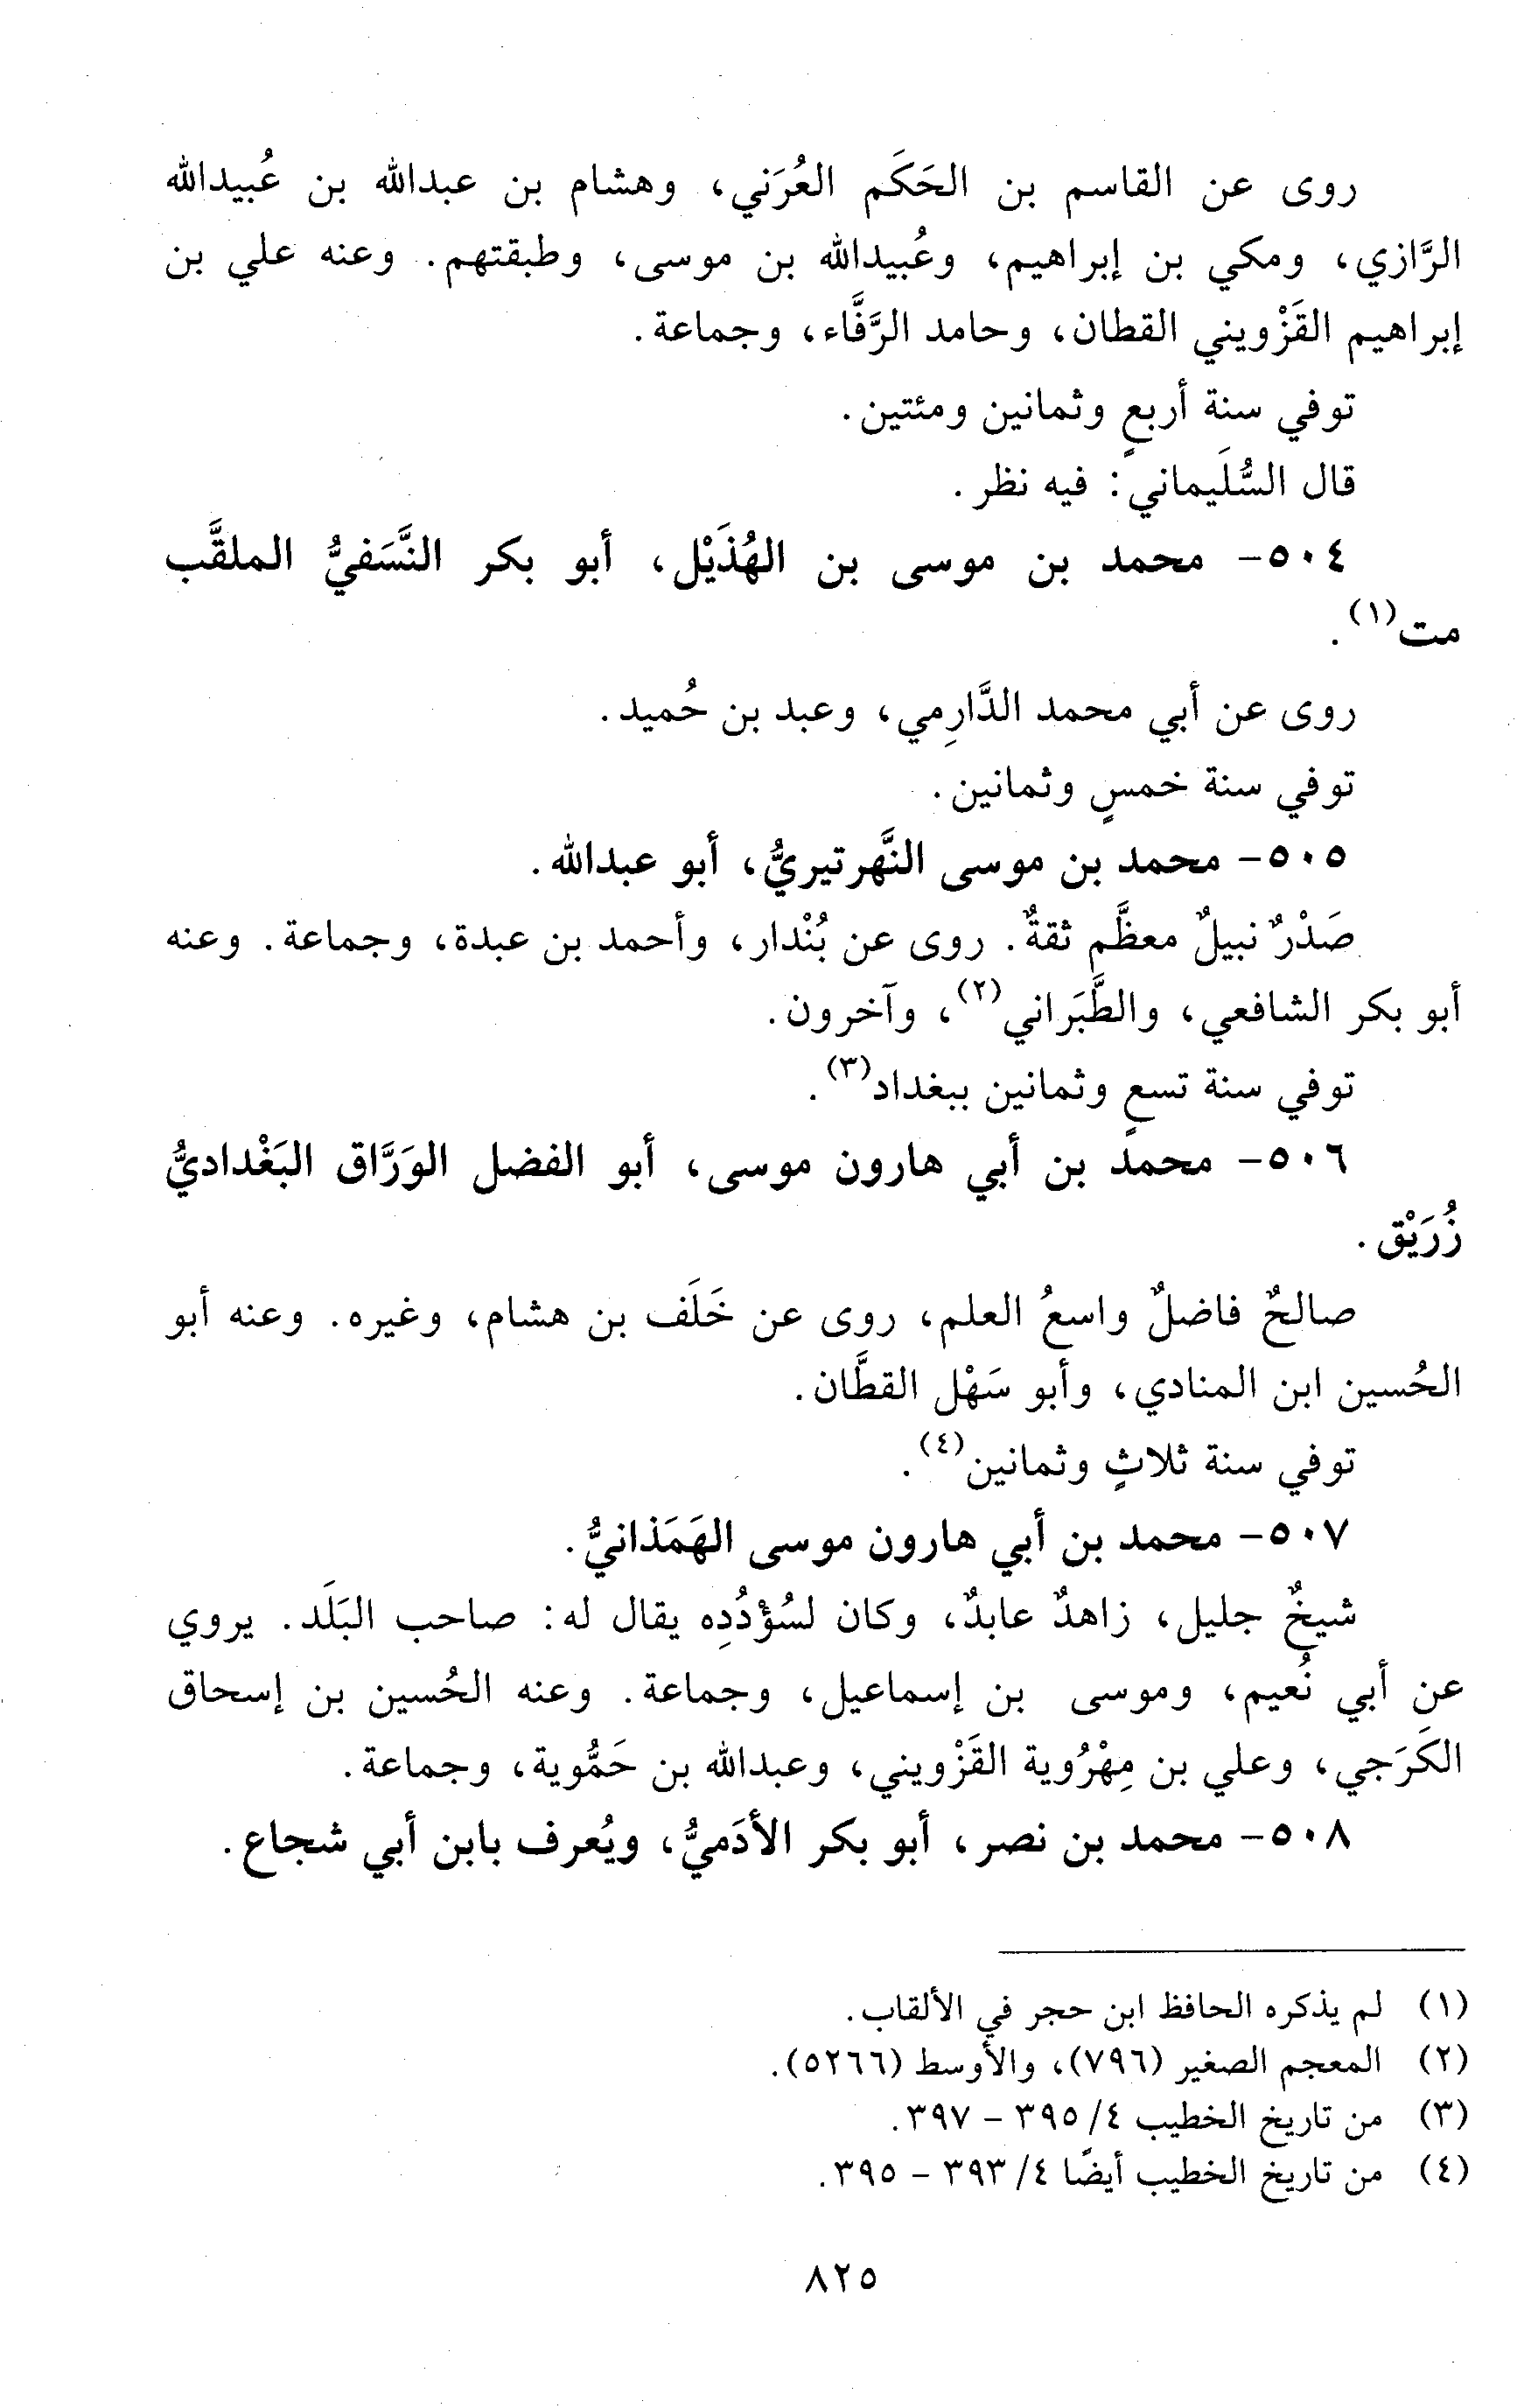 روى عن القاسم بن الحَكَم العُرَني، وهشام بن عبدالله بن عُبيدالله
الرَّازي، ومكي بن إبراهيم، وعُبيدالله بن موسى، وطبقتهم. وعنه علي بن
إبراهيم القَزْويني القطان، وحامد الرَّفَّاء، وجماعة.
توفي سنة أربعٍ وثمانين ومئتين.
قال السُّلَيماني: فيه نظر.
٥٠٤- محمد بن موسى بن الهُذَيْل، أبو بكر النَّسَفيُّ الملقَّب
مت(١).
روى عن أبي محمد الدَّارِمي، وعبد بن حُميد.
توفي سنة خمسٍ وثمانين.
٥٠٥- محمد بن موسى النَّهرتيريُّ، أبو عبدالله.
صَدْرٌ نبيلٌ معظَّم ثقةٌ. روى عن بُنْدار، وأحمد بن عبدة، وجماعة. وعنه
أبو بكر الشافعي، والطَّبَراني(٢)، وآخرون.
توفي سنة تسعٍ وثمانين ببغداد(٣).
٥٠٦- محمد بن أبي هارون موسى، أبو الفضل الوَرَّاق البَغْداديُّ
زُرَيْق.
صالحٌ فاضلٌ واسعُ العلم، روى عن خَلَف بن هشام، وغيره. وعنه أبو
الحُسين ابن المنادي، وأبو سَهْل القطَّان.
توفي سنة ثلاثٍ وثمانين(٤).
٥٠٧- محمد بن أبي هارون موسى الهَمَذانيُّ.
شيخٌ جليل، زاهدٌ عابدٌ، وكان لسُؤْدُدِه يقال له: صاحب البَلَد. يروي
عن أبي نُعيم، وموسى بن إسماعيل، وجماعة. وعنه الحُسين بن إسحاق
الكَرَجي، وعلي بن مِهْرُوية القَزْويني، وعبدالله بن حَمُّوية، وجماعة.
٥٠٨- محمد بن نصر، أبو بكر الأدَميُّ، ويُعرف بابن أبي شجاع.
(١) لم يذكره الحافظ ابن حجر في الألقاب.
(٢) المعجم الصغير (٧٩٦)، والأوسط (٥٢٦٦).
(٣) من تاريخ الخطيب ٤/ ٣٩٥ - ٣٩٧.
(٤) من تاريخ الخطيب أيضًا ٤/ ٣٩٣ - ٣٩٥.
٨٢٥